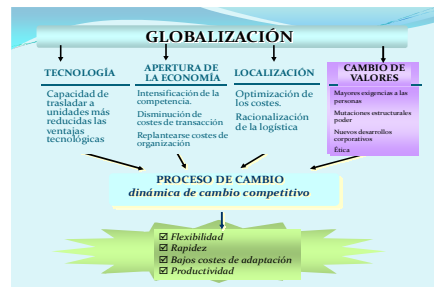 GLOBALIZACIÓN
TECNOLOGÍA
Capacidad de
trasladar a
unidades más
reducidas las
ventajas
tecnológicas
APERTURA DE
LA ECONOMÍA
Intensificación de la
competencia.
Disminución de
costes de transacción
Replantearse costes de
organización
LOCALIZACIÓN
Optimización de
los costes.
Racionalización
de la logística
CAMBIO DE
VALORES
Mayores exigencias a las
personas
Mutaciones estructurales
poder
Nuevos desarrollos
corporativos
Ética
PROCESO DE CAMBIO
dinámica de cambio competitivo
☑ Flexibilidad
☑ Rapidez
☑ Bajos costes de adaptación
☑ Productividad